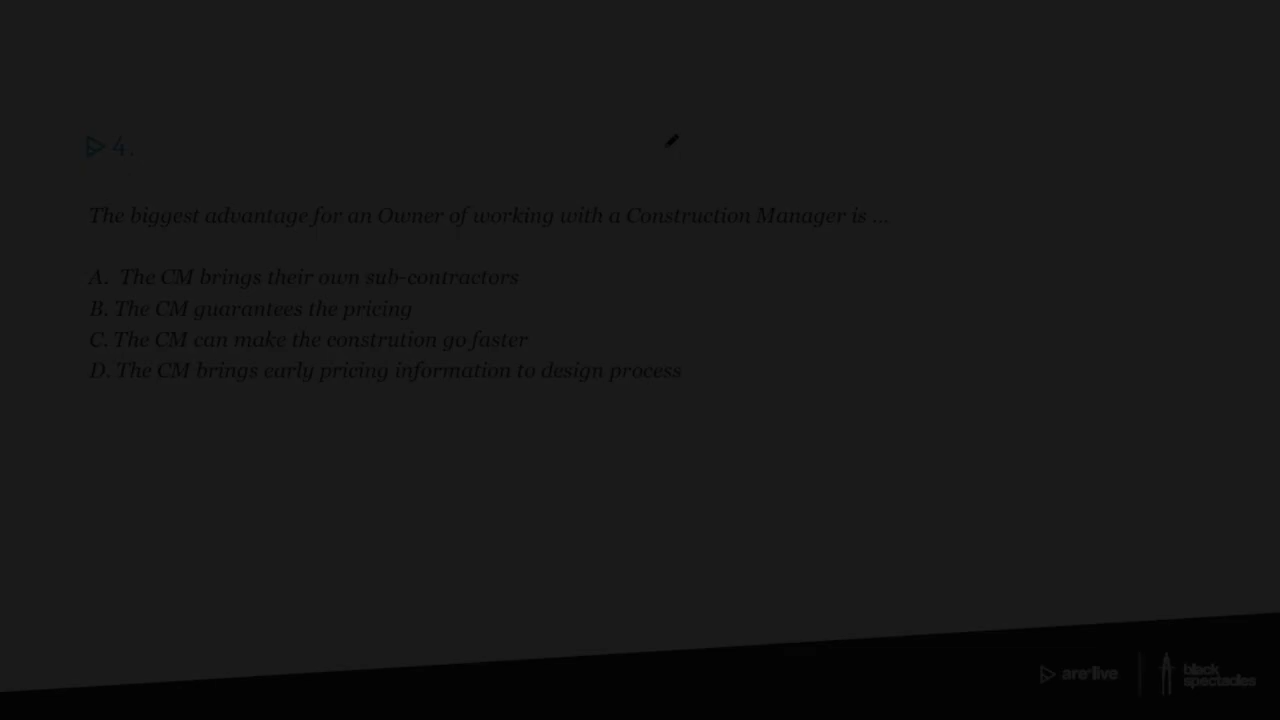 4.
The biggest advantage for an Owner of working with a Construction Manager is ...
A. The CM brings their own sub-contractors
B. The CM guarantees the pricing
C. The CM can make the constrution go faster
D. The CM brings early pricing information to design process
are live
black
spectacles